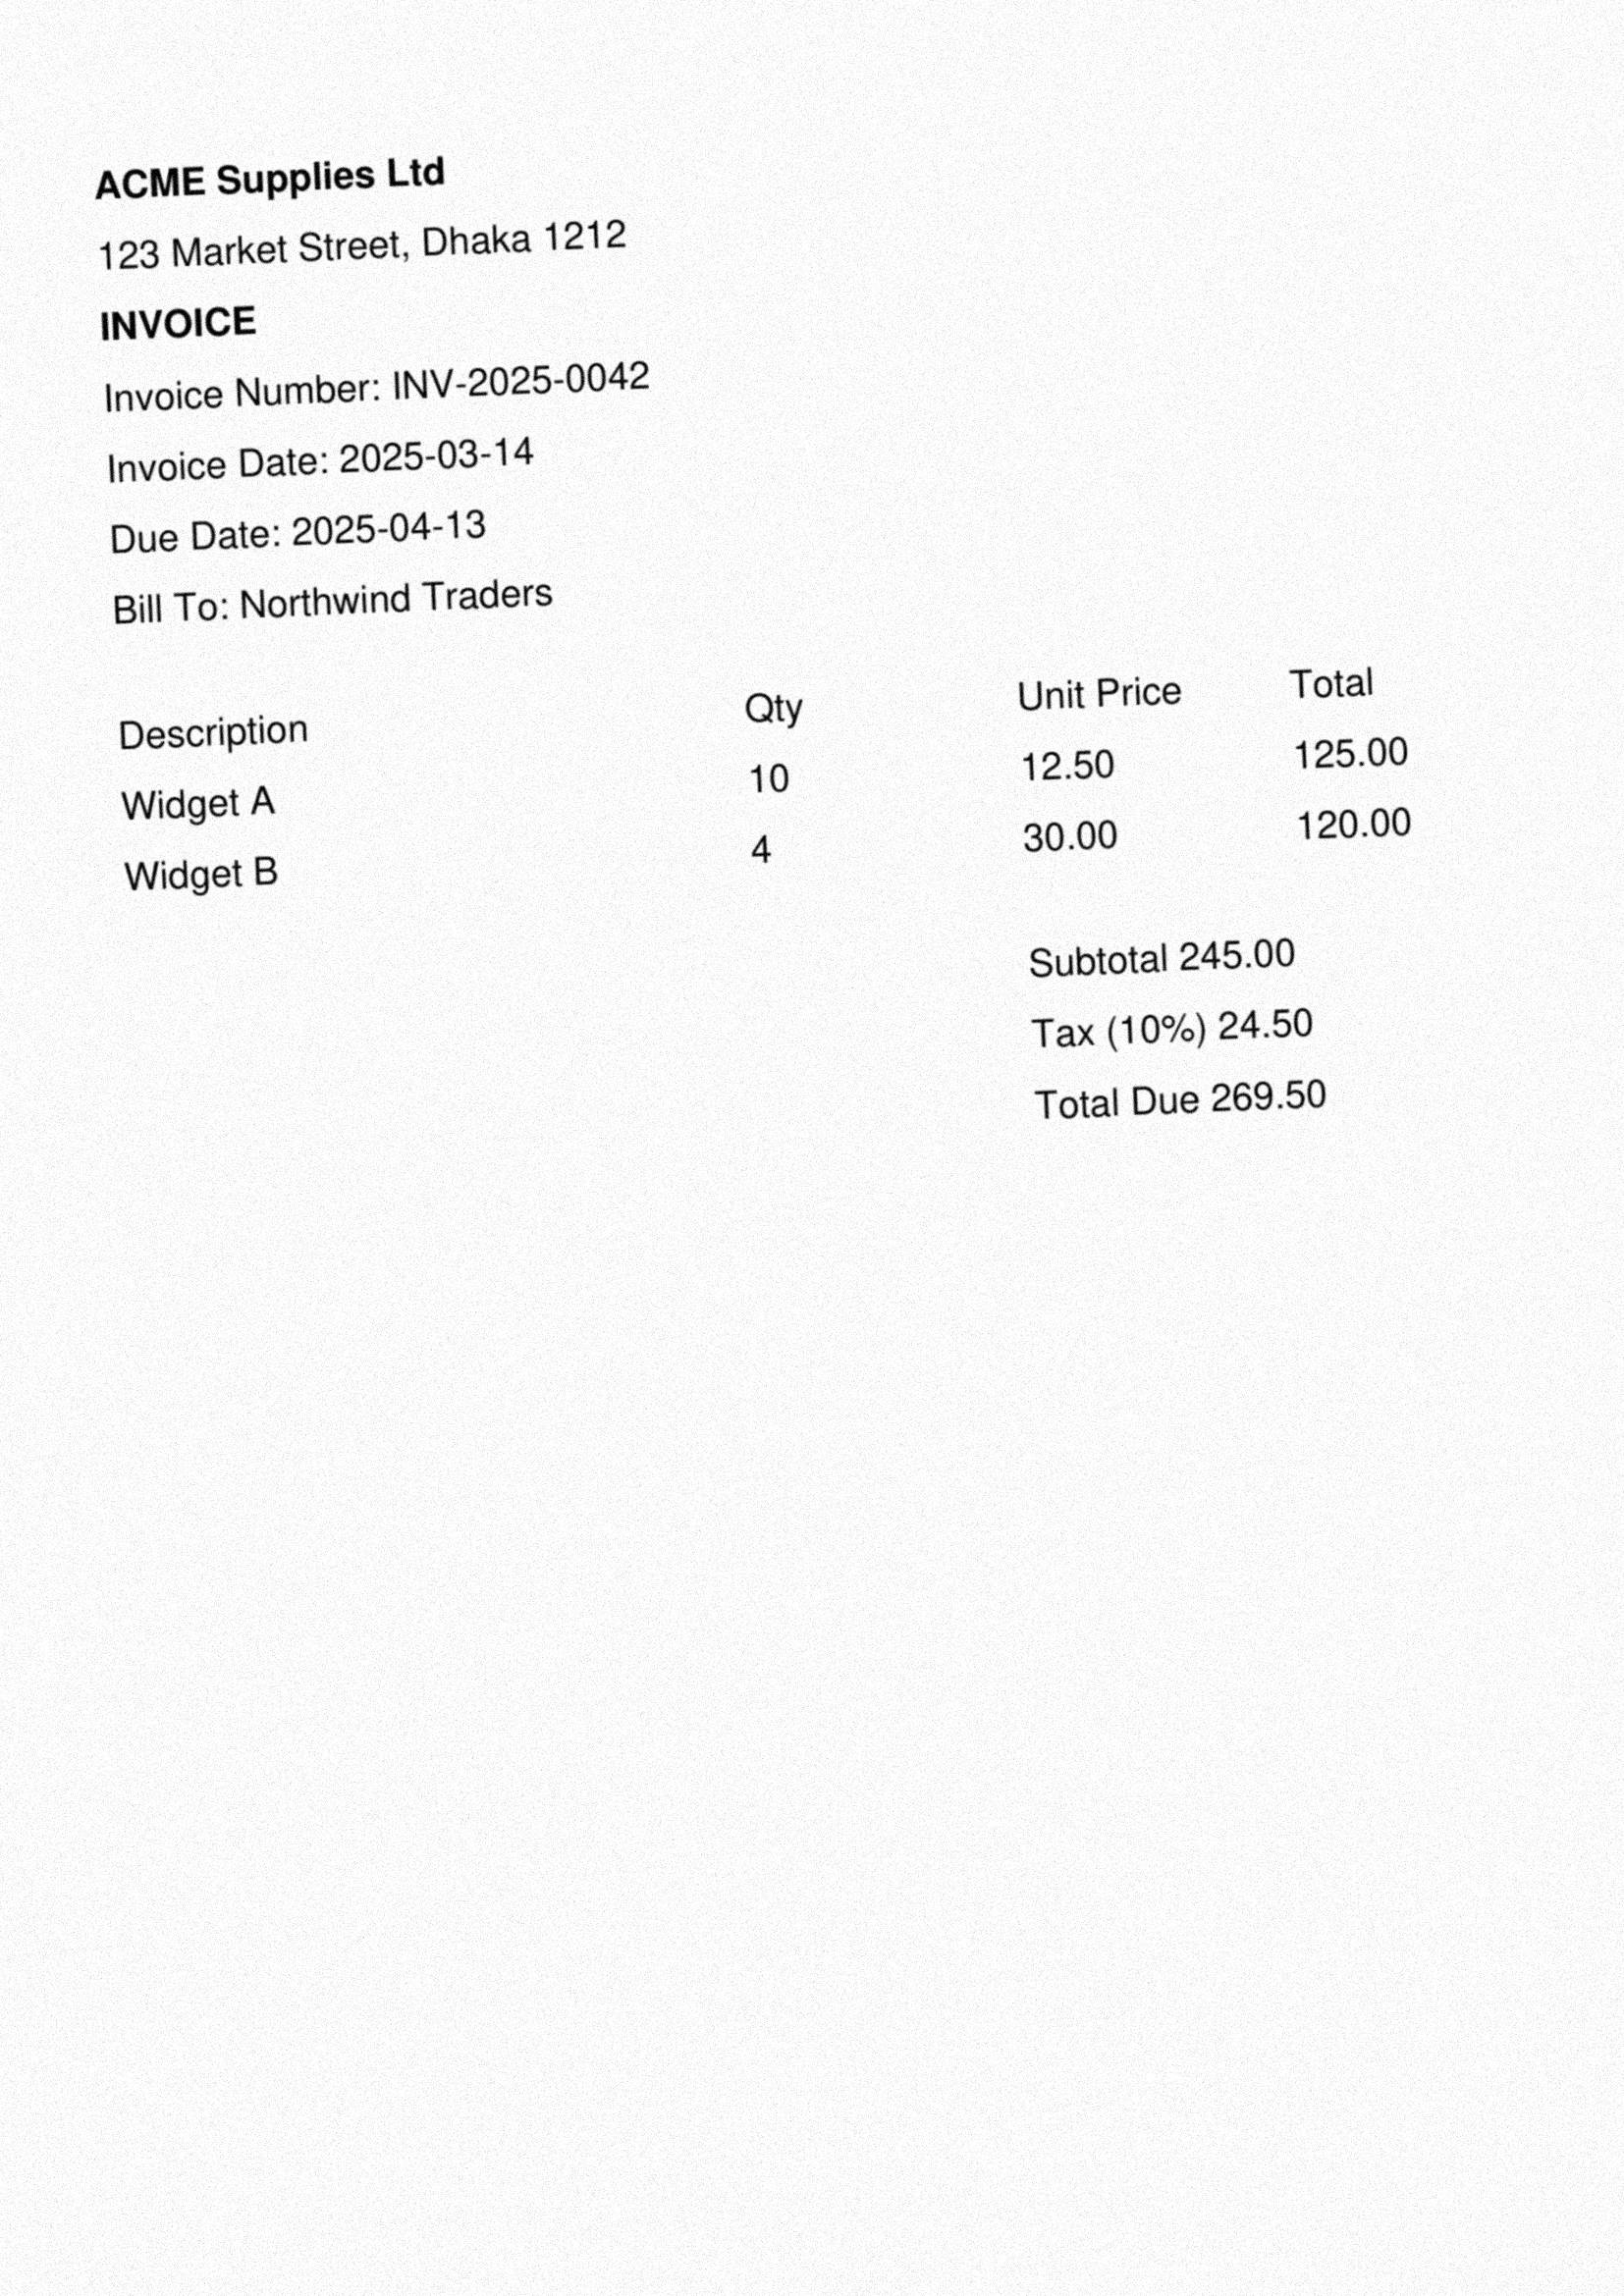 ACME Supplies Ltd
123 Market Street, Dhaka 1212
INVOICE
Invoice Number: INV-2025-0042
Invoice Date: 2025-03-14
Due Date: 2025-04-13
Bill To: Northwind Traders
Description Qty Unit Price Total
Widget A 10 12.50 125.00
Widget B 4 30.00 120.00
Subtotal 245.00
Tax (10%) 24.50
Total Due 269.50